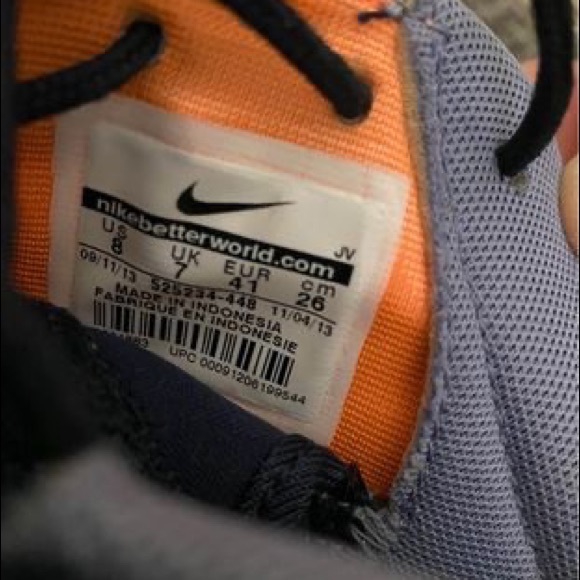 nikebetterworld.com
JV
US UK EUR cm
8 7 41 26
09/11/13 525234-448 11/04/13
MADE IN INDONESIA
FABRIQUE EN INDONESIE
UPC 00091206199544